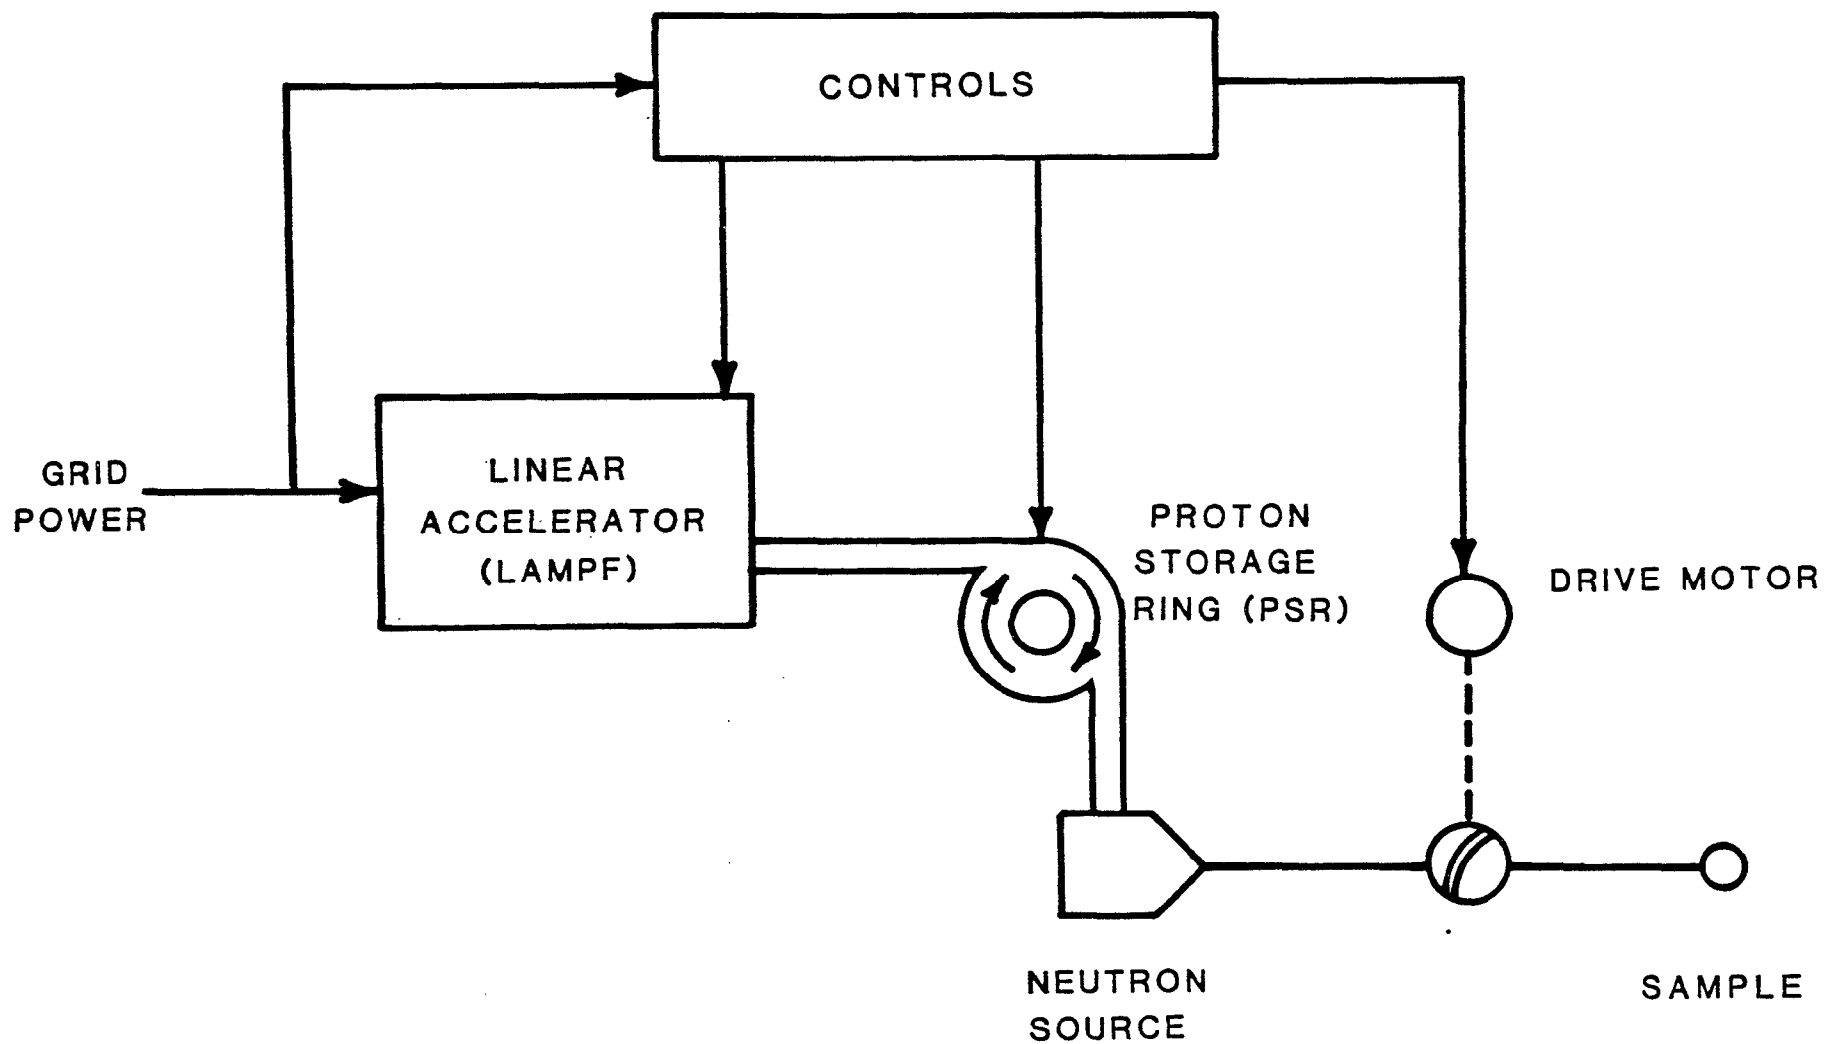 CONTROLS
GRID
POWER
LINEAR
ACCELERATOR
(LAMPF)
PROTON
STORAGE
RING (PSR)
DRIVE MOTOR
NEUTRON
SOURCE
SAMPLE